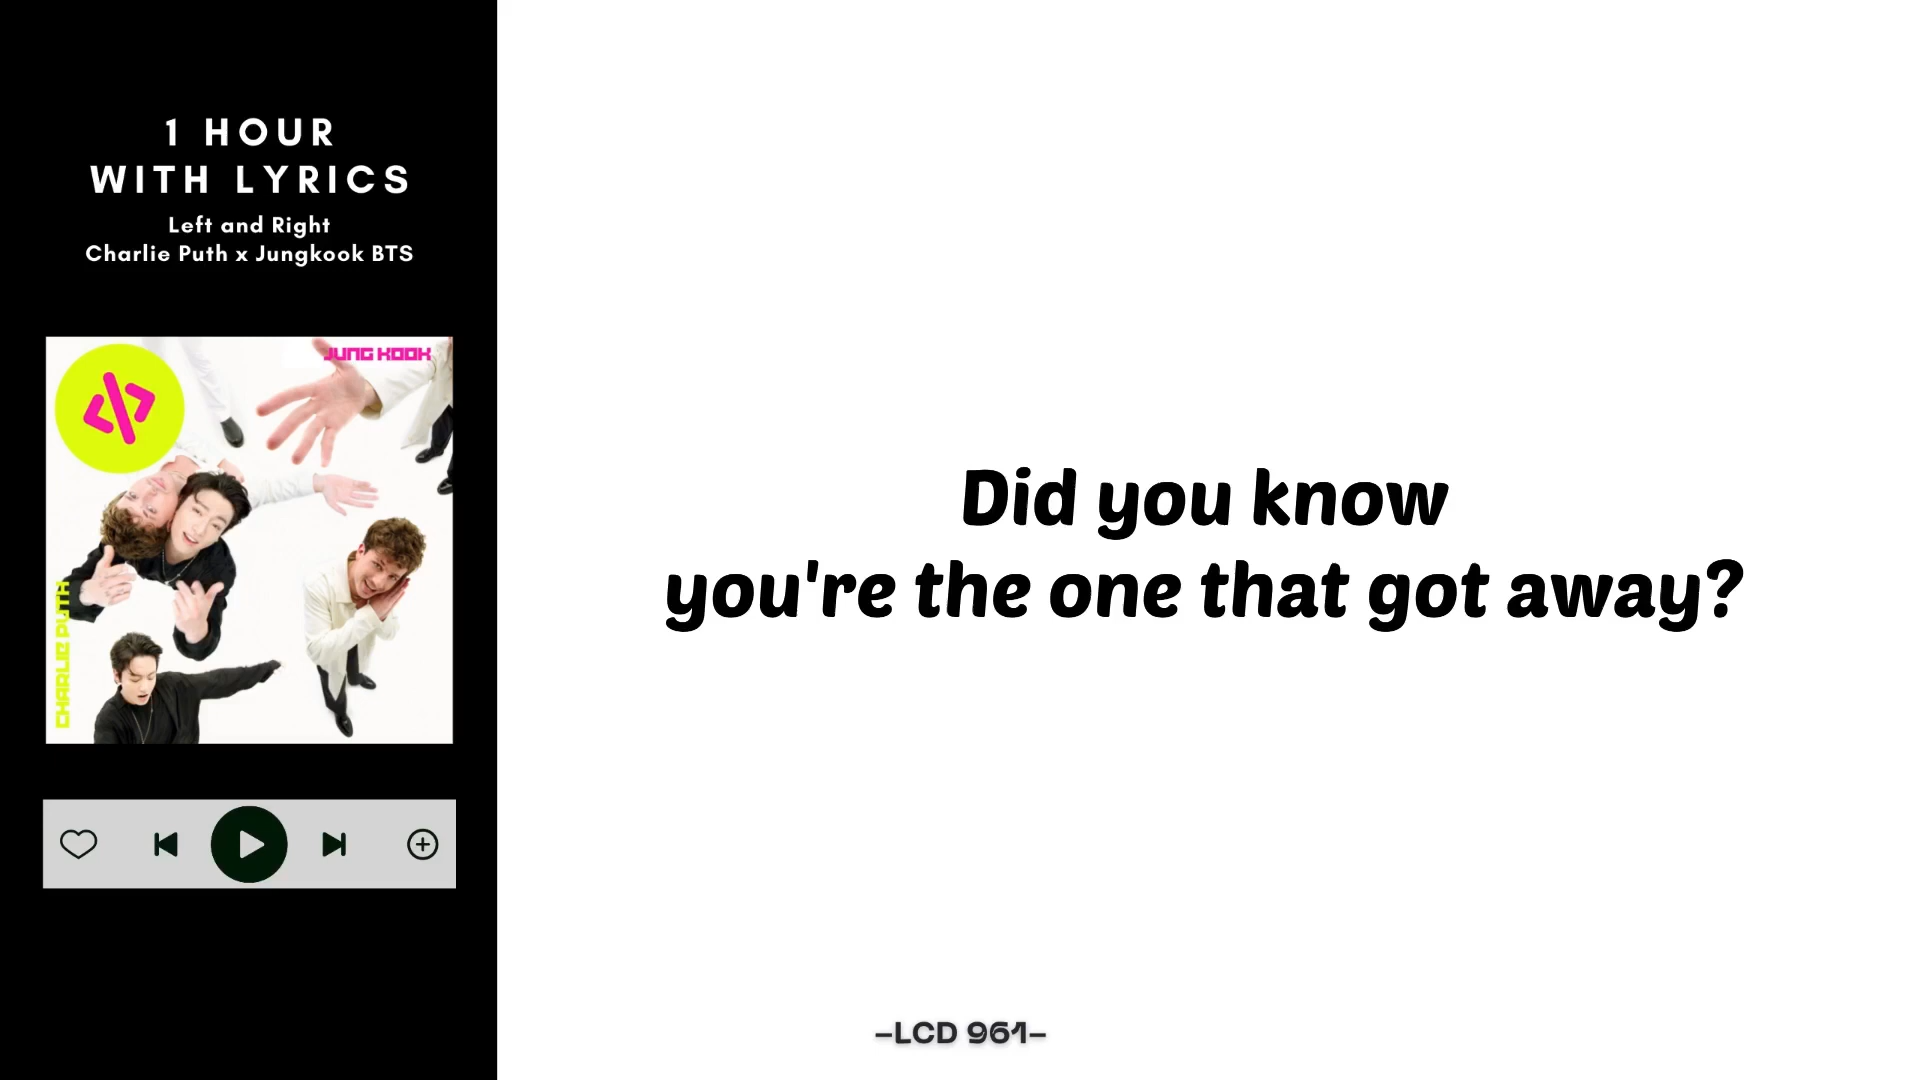 1 HOUR
WITH LYRICS
Left and Right
Charlie Puth x Jungkook BTS
JUNG KOOK
CHARLIE PUTH
Did you know
you're the one that got away?
–LCD 961–